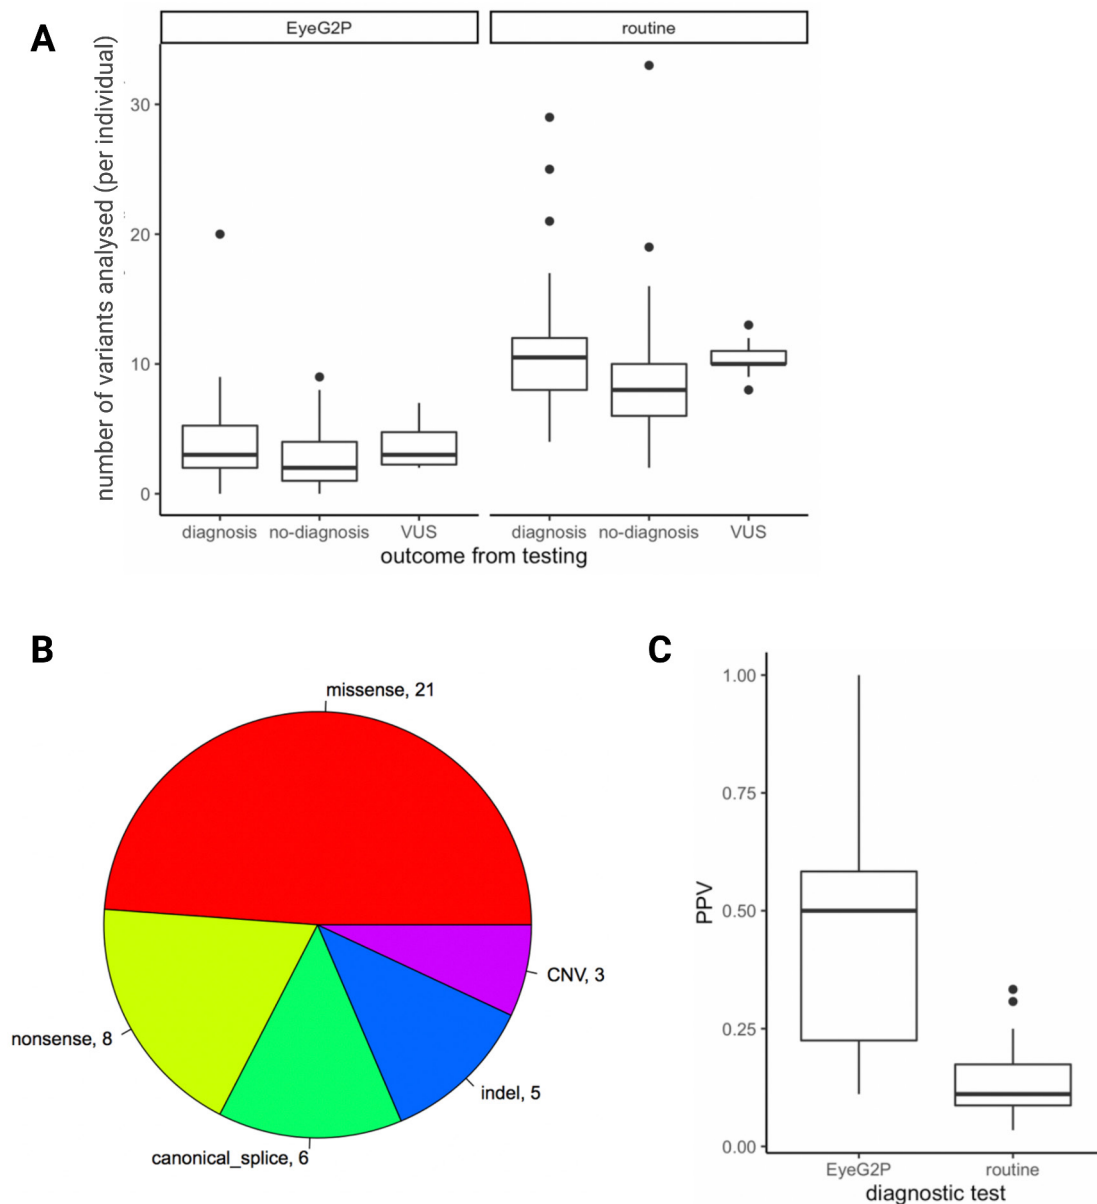 A
EyeG2P
routine
number of variants analysed (per individual)
30
20
10
0
diagnosis no-diagnosis VUS
diagnosis no-diagnosis VUS
outcome from testing
B
missense, 21
nonsense, 8
canonical_splice, 6
indel, 5
CNV, 3
C
PPV
1.00
0.75
0.50
0.25
0.00
EyeG2P
routine
diagnostic test